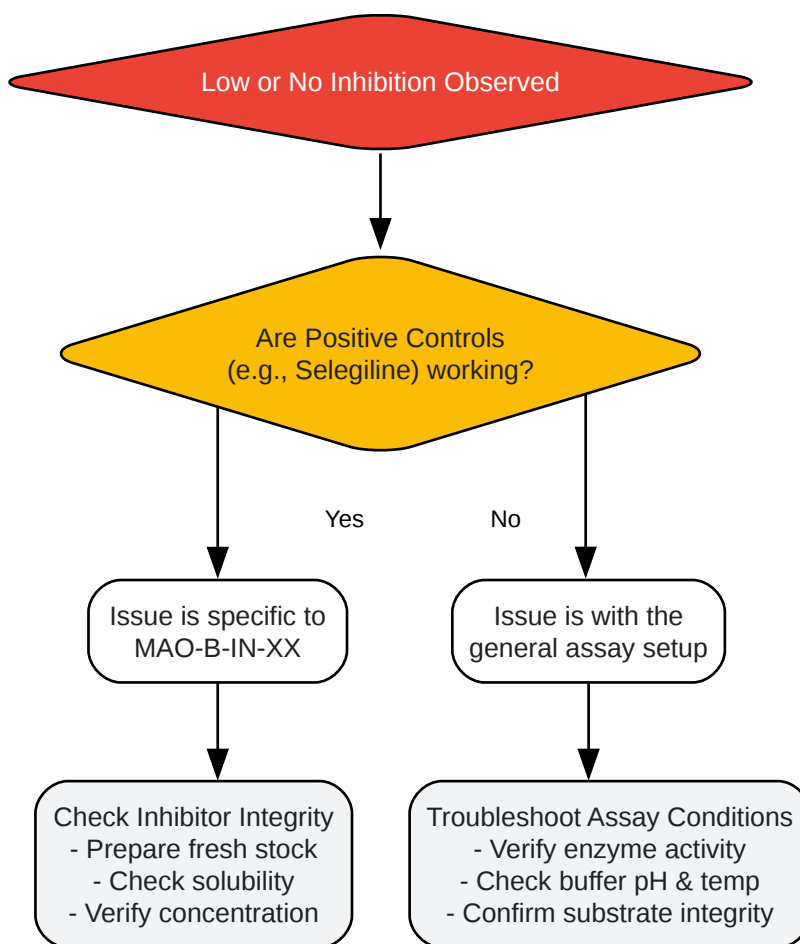 Low or No Inhibition Observed
Are Positive Controls
(e.g., Selegiline) working?
Yes
No
Issue is specific to
MAO-B-IN-XX
Issue is with the
general assay setup
Check Inhibitor Integrity
- Prepare fresh stock
- Check solubility
- Verify concentration
Troubleshoot Assay Conditions
- Verify enzyme activity
- Check buffer pH & temp
- Confirm substrate integrity